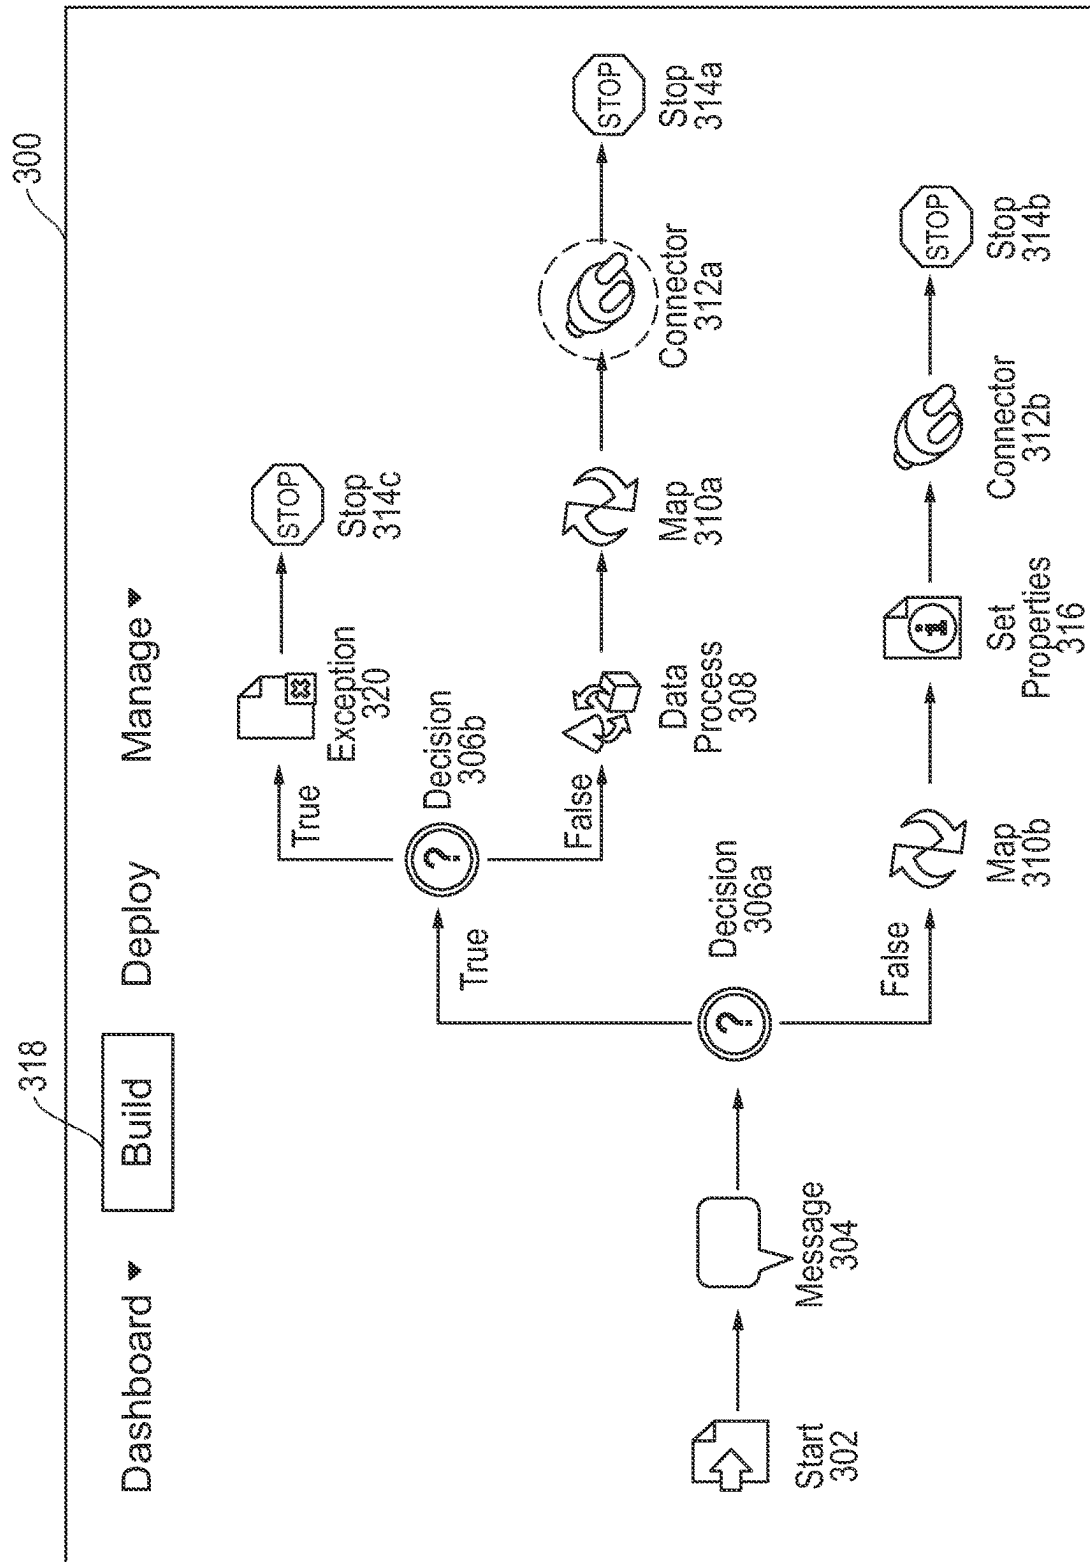 300
318
Dashboard ▾
Build
Deploy
Manage ▾
True
Exception
320
STOP
Stop
314c
True
Decision
306b
False
Data
Process
308
Map
310a
Connector
312a
STOP
Stop
314a
Start
302
Message
304
?
Decision
306a
?
False
Map
310b
i
Set
Properties
316
Connector
312b
STOP
Stop
314b